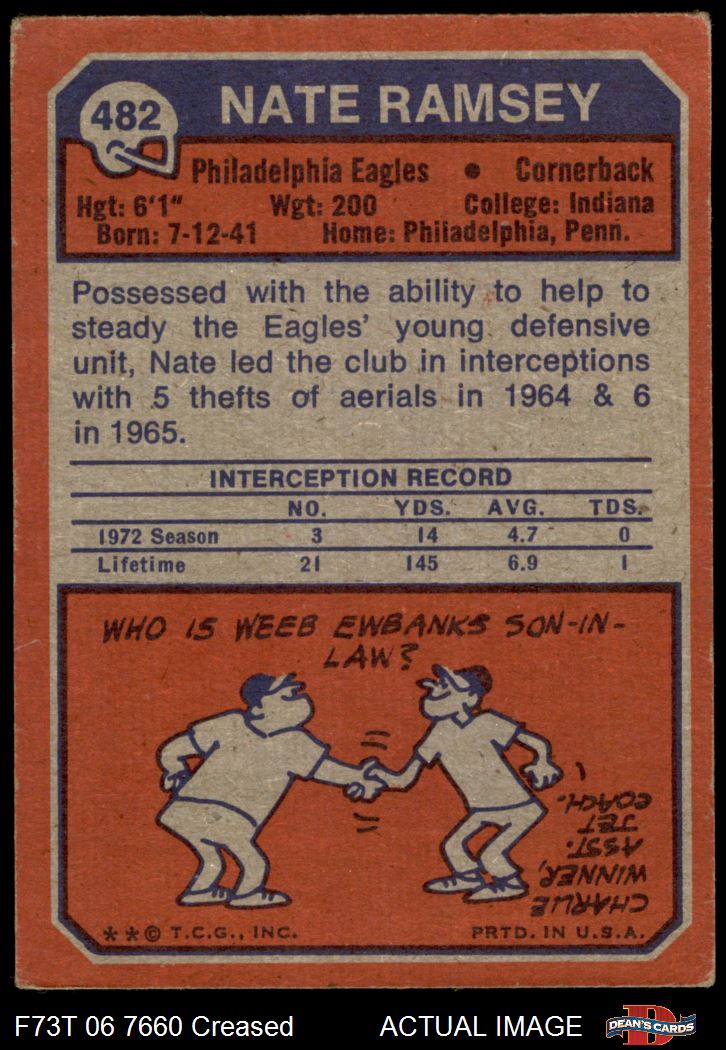 482
NATE RAMSEY
Philadelphia Eagles • Cornerback
Hgt: 6'1" Wgt: 200 College: Indiana
Born: 7-12-41 Home: Philadelphia, Penn.
Possessed with the ability to help to
steady the Eagles' young defensive
unit, Nate led the club in interceptions
with 5 thefts of aerials in 1964 & 6
in 1965.
INTERCEPTION RECORD
NO. YDS. AVG. TDS.
1972 Season 3 14 4.7 0
Lifetime 21 145 6.9 1
WHO IS WEEB EWBANKS SON-IN-
LAW?
CHARLIE
WINNER,
ASST.
JET
COACH.
**© T.C.G., INC. PRTD. IN U.S.A.
F73T 06 7660 Creased ACTUAL IMAGE
DEAN'S CARDS